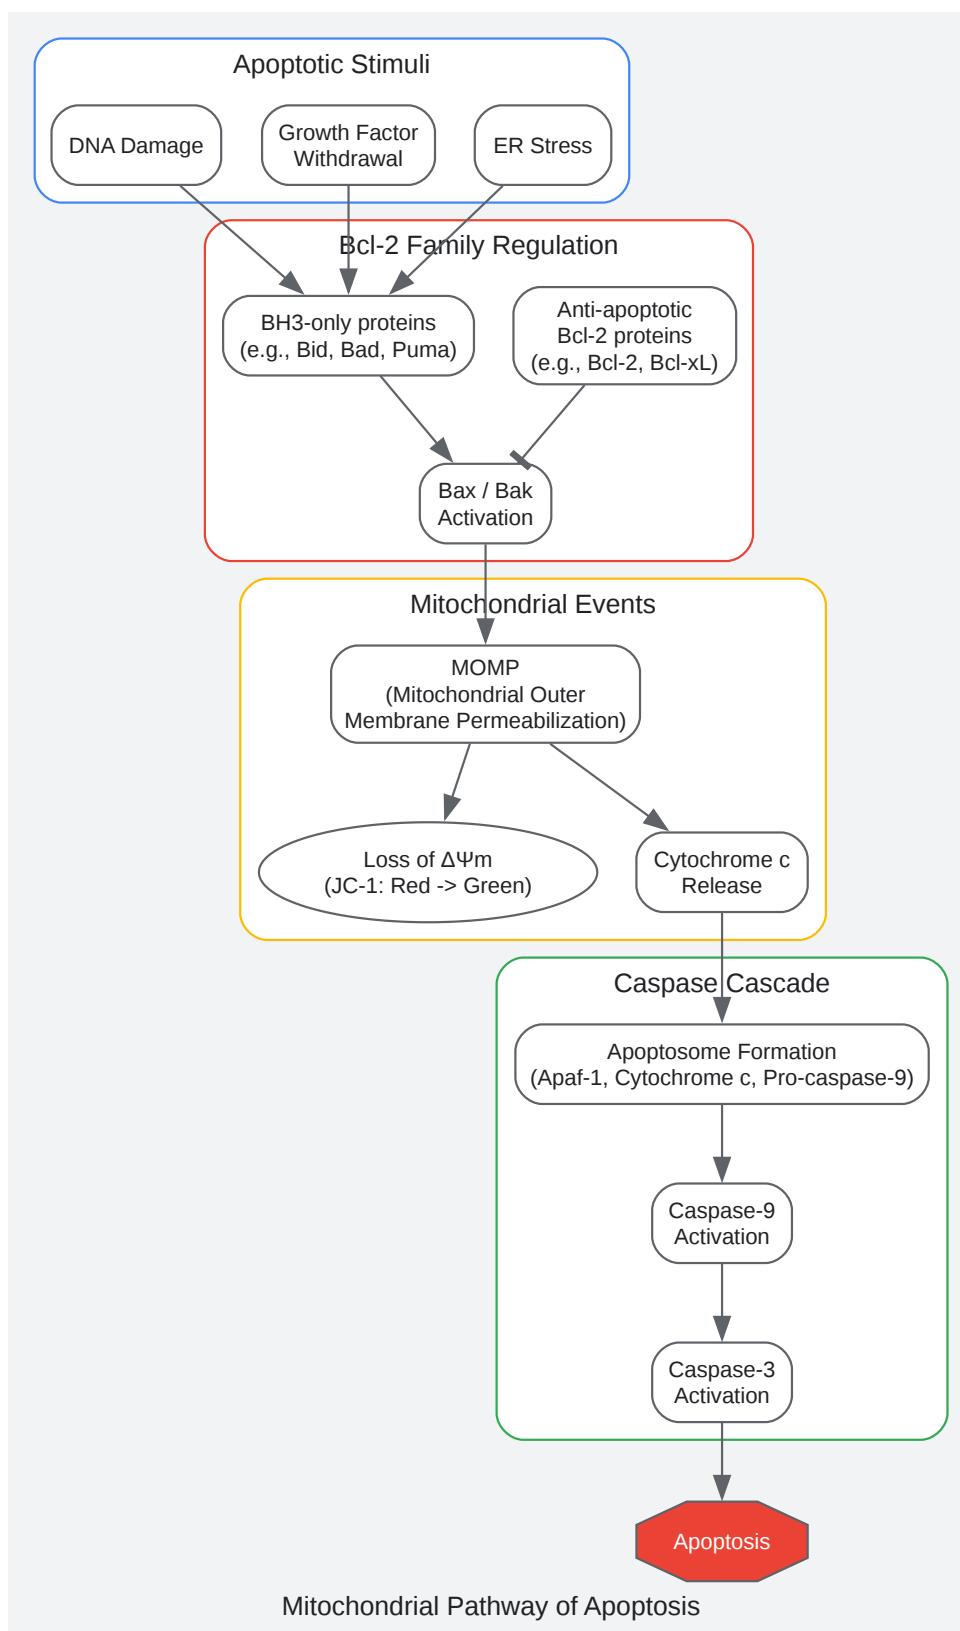 Apoptotic Stimuli
DNA Damage
Growth Factor
Withdrawal
ER Stress
Bcl-2 Family Regulation
BH3-only proteins
(e.g., Bid, Bad, Puma)
Anti-apoptotic
Bcl-2 proteins
(e.g., Bcl-2, Bcl-xL)
Bax / Bak
Activation
Mitochondrial Events
MOMP
(Mitochondrial Outer
Membrane Permeabilization)
Loss of ΔΨm
(JC-1: Red -> Green)
Cytochrome c
Release
Caspase Cascade
Apoptosome Formation
(Apaf-1, Cytochrome c, Pro-caspase-9)
Caspase-9
Activation
Caspase-3
Activation
Apoptosis
Mitochondrial Pathway of Apoptosis